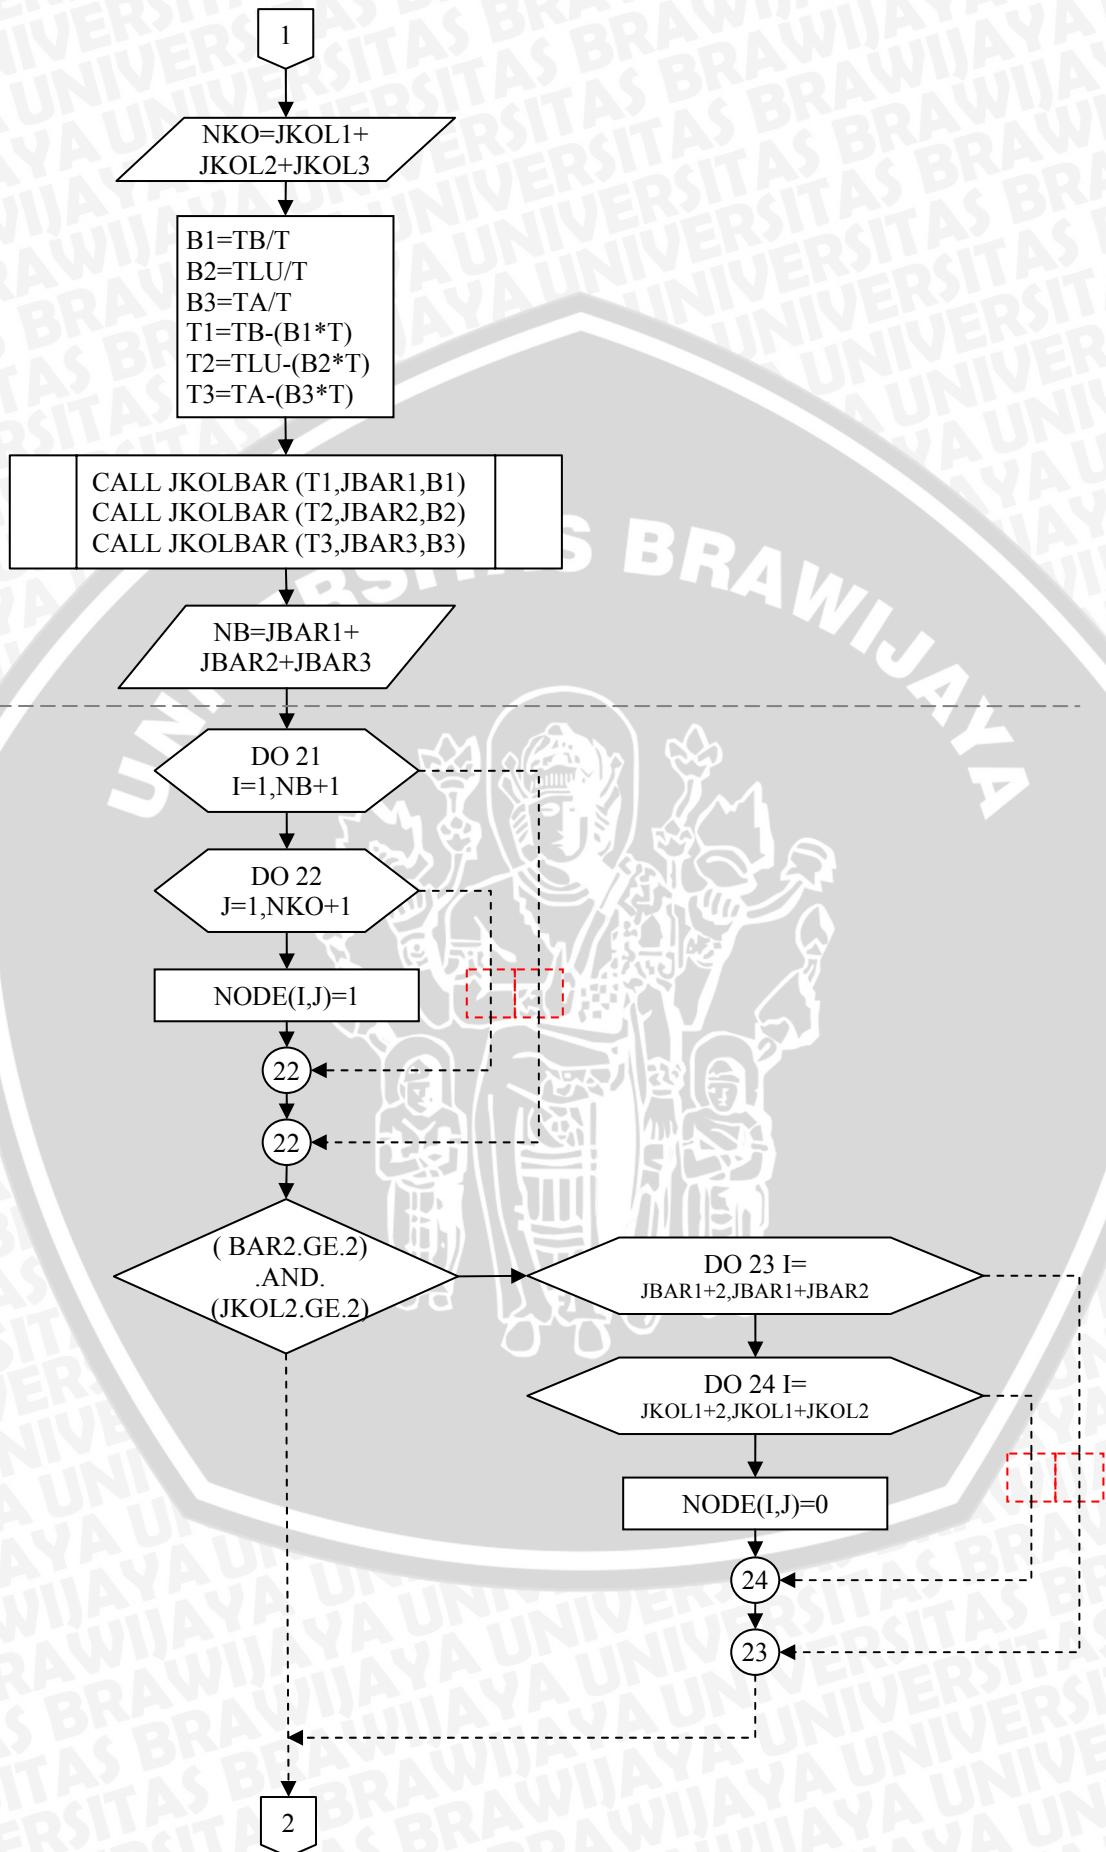 1
NKO=JKOL1+
JKOL2+JKOL3
B1=TB/T
B2=TLU/T
B3=TA/T
T1=TB-(B1*T)
T2=TLU-(B2*T)
T3=TA-(B3*T)
CALL JKOLBAR (T1,JBAR1,B1)
CALL JKOLBAR (T2,JBAR2,B2)
CALL JKOLBAR (T3,JBAR3,B3)
UNIVERSITAS BRAWIJAYA
NB=JBAR1+
JBAR2+JBAR3
DO 21
I=1,NB+1
DO 22
J=1,NKO+1
NODE(I,J)=1
22
22
( BAR2.GE.2)
.AND.
(JKOL2.GE.2)
DO 23 I=
JBAR1+2,JBAR1+JBAR2
DO 24 I=
JKOL1+2,JKOL1+JKOL2
NODE(I,J)=0
24
23
2